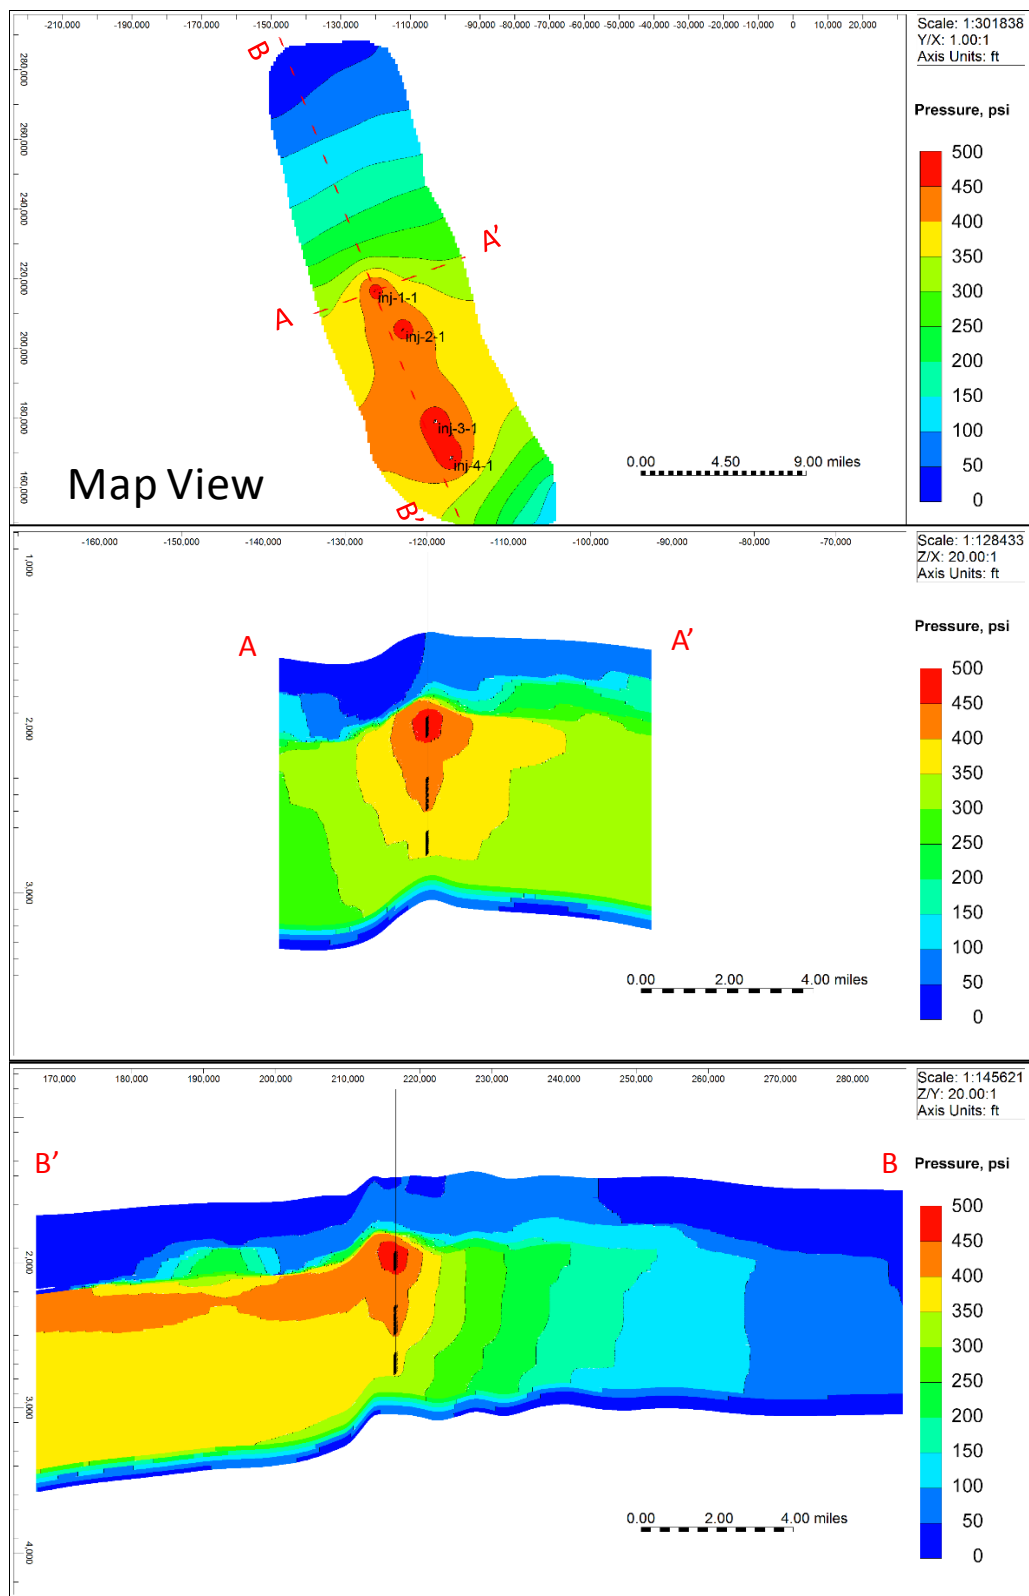 -210,000 -190,000 -170,000 -150,000 -130,000 -110,000 -90,000 -80,000 -70,000 -60,000 -50,000 -40,000 -30,000 -20,000 -10,000 0 10,000 20,000
Scale: 1:301838
Y/X: 1.00:1
Axis Units: ft
280,000
260,000
240,000
220,000
200,000
180,000
160,000
B
A'
A
inj-1-1
inj-2-1
inj-3-1
inj-4-1
B'
Map View
0.00 4.50 9.00 miles
Pressure, psi
500
450
400
350
300
250
200
150
100
50
0
-160,000 -150,000 -140,000 -130,000 -120,000 -110,000 -100,000 -90,000 -80,000 -70,000
Scale: 1:128433
Z/X: 20.00:1
Axis Units: ft
1,000
2,000
3,000
A
A'
0.00 2.00 4.00 miles
Pressure, psi
500
450
400
350
300
250
200
150
100
50
0
170,000 180,000 190,000 200,000 210,000 220,000 230,000 240,000 250,000 260,000 270,000 280,000
Scale: 1:145621
Z/Y: 20.00:1
Axis Units: ft
2,000
3,000
4,000
B'
B
0.00 2.00 4.00 miles
Pressure, psi
500
450
400
350
300
250
200
150
100
50
0